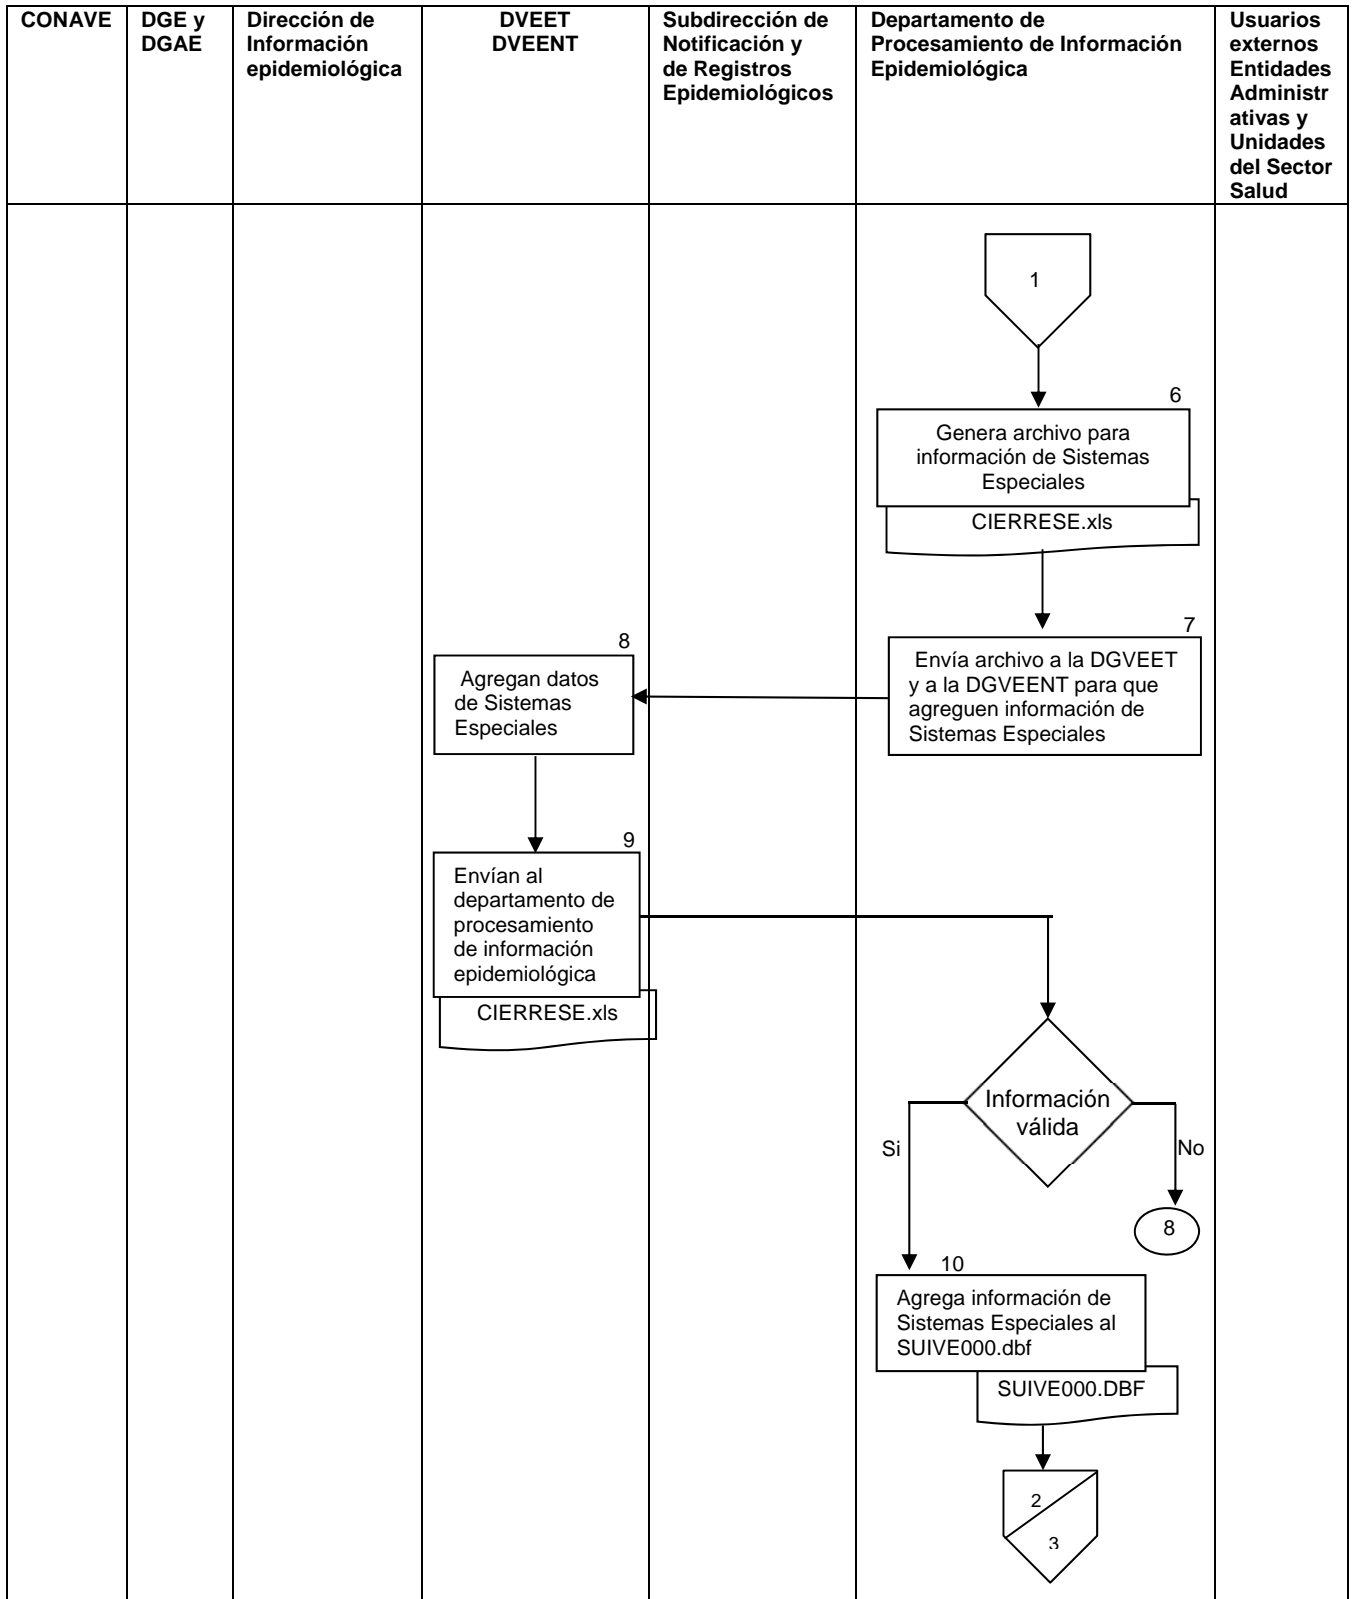 CONAVE
DGE y
DGAE
Dirección de
Información
epidemiológica
DVEET
DVEENT
Subdirección de
Notificación y
de Registros
Epidemiológicos
Departamento de
Procesamiento de Información
Epidemiológica
Usuarios
externos
Entidades
Administr
ativas y
Unidades
del Sector
Salud
1
6
Genera archivo para
información de Sistemas
Especiales
CIERRESE.xls
7
Envía archivo a la DGVEET
y a la DGVEENT para que
agreguen información de
Sistemas Especiales
8
Agregan datos
de Sistemas
Especiales
9
Envían al
departamento de
procesamiento
de información
epidemiológica
CIERRESE.xls
Información
válida
Si
No
8
10
Agrega información de
Sistemas Especiales al
SUIVE000.dbf
SUIVE000.DBF
2
3